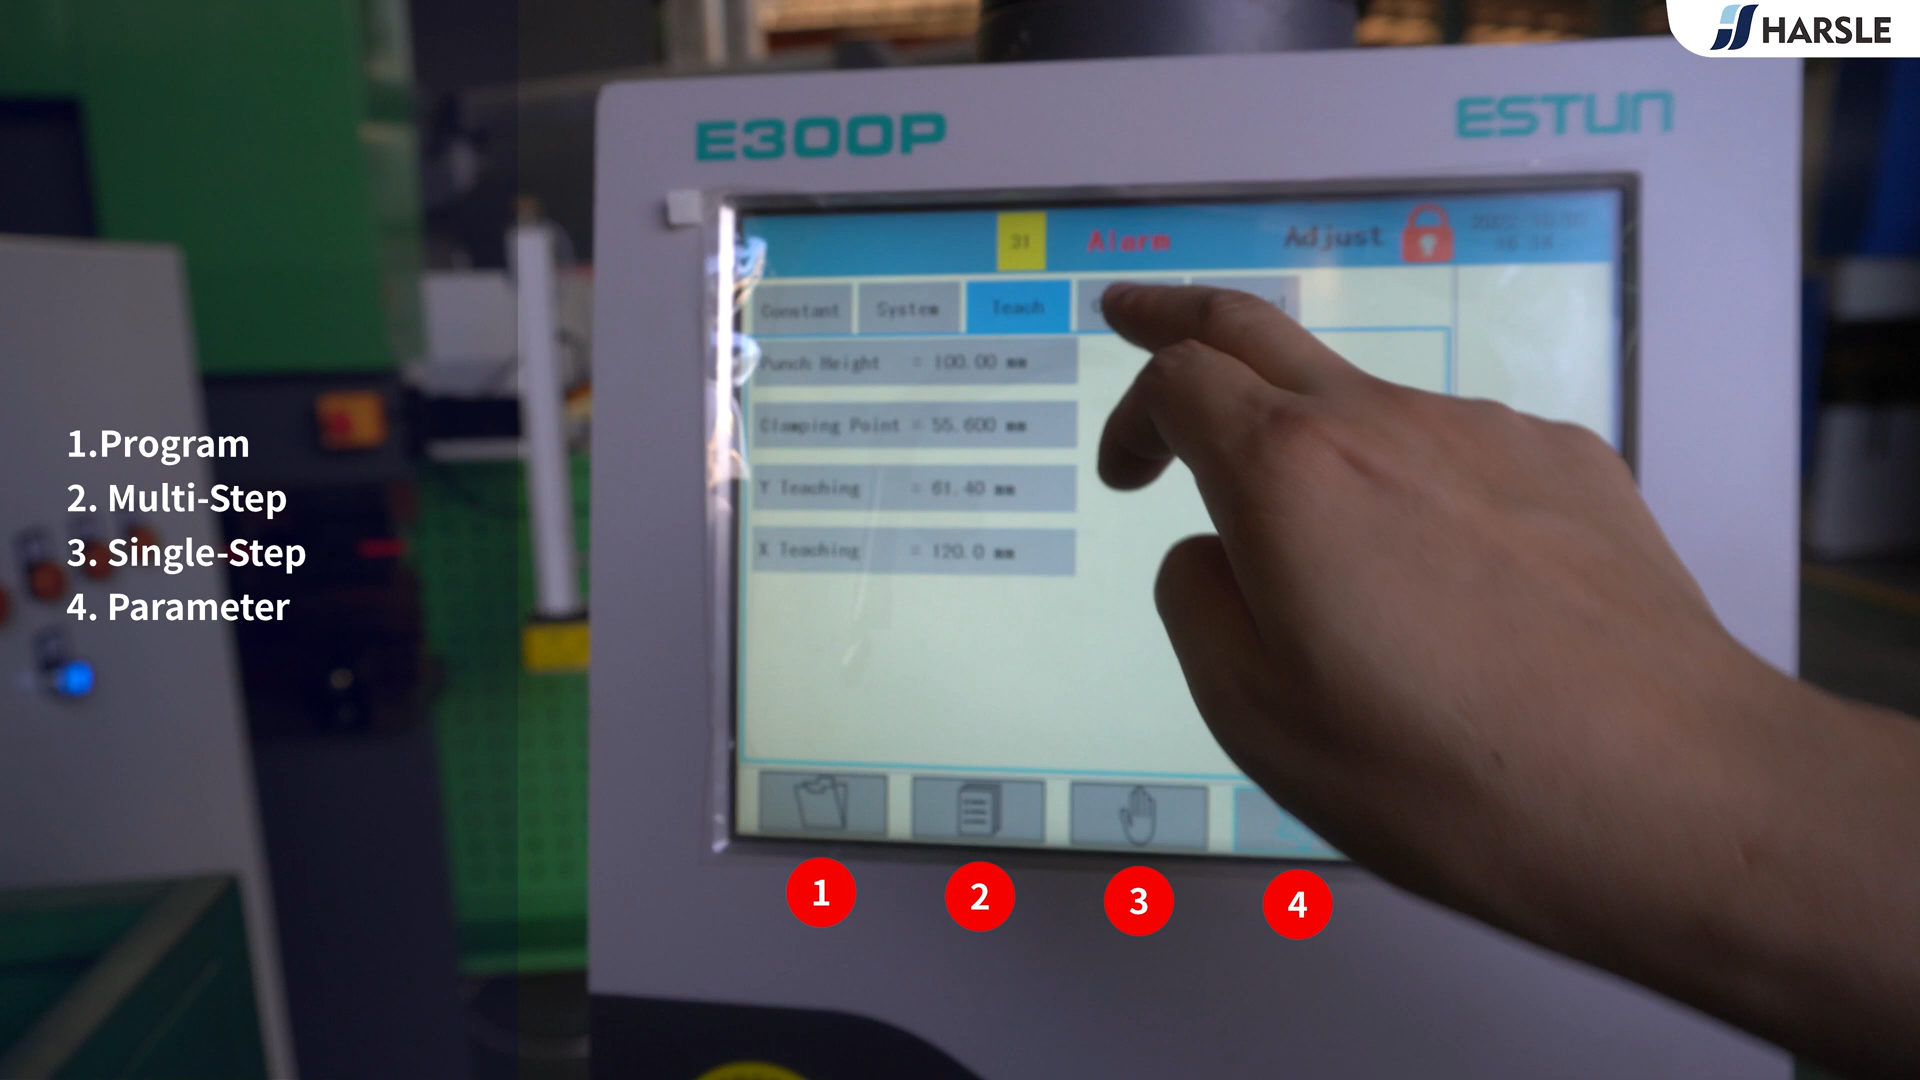 HARSLE
E300P
ESTUN
31 Alarm Adjust
Constant System Teach
Punch Height = 100.00 mm
Clamping Point = 55.600 mm
Y Teaching = 61.40 mm
X Teaching = 120.0 mm
1.Program
2. Multi-Step
3. Single-Step
4. Parameter
1 2 3 4